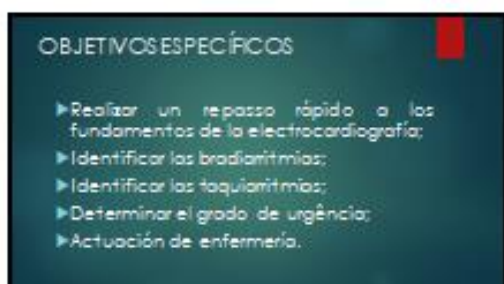 OBJETIVOS ESPECÍFICOS
Realizar un repasso rápido a los
fundamentos de la electrocardiografía;
Identificar las bradiarritmias;
Identificar las taquiarritmias;
Determinar el grado de urgência;
Actuación de enfermería.